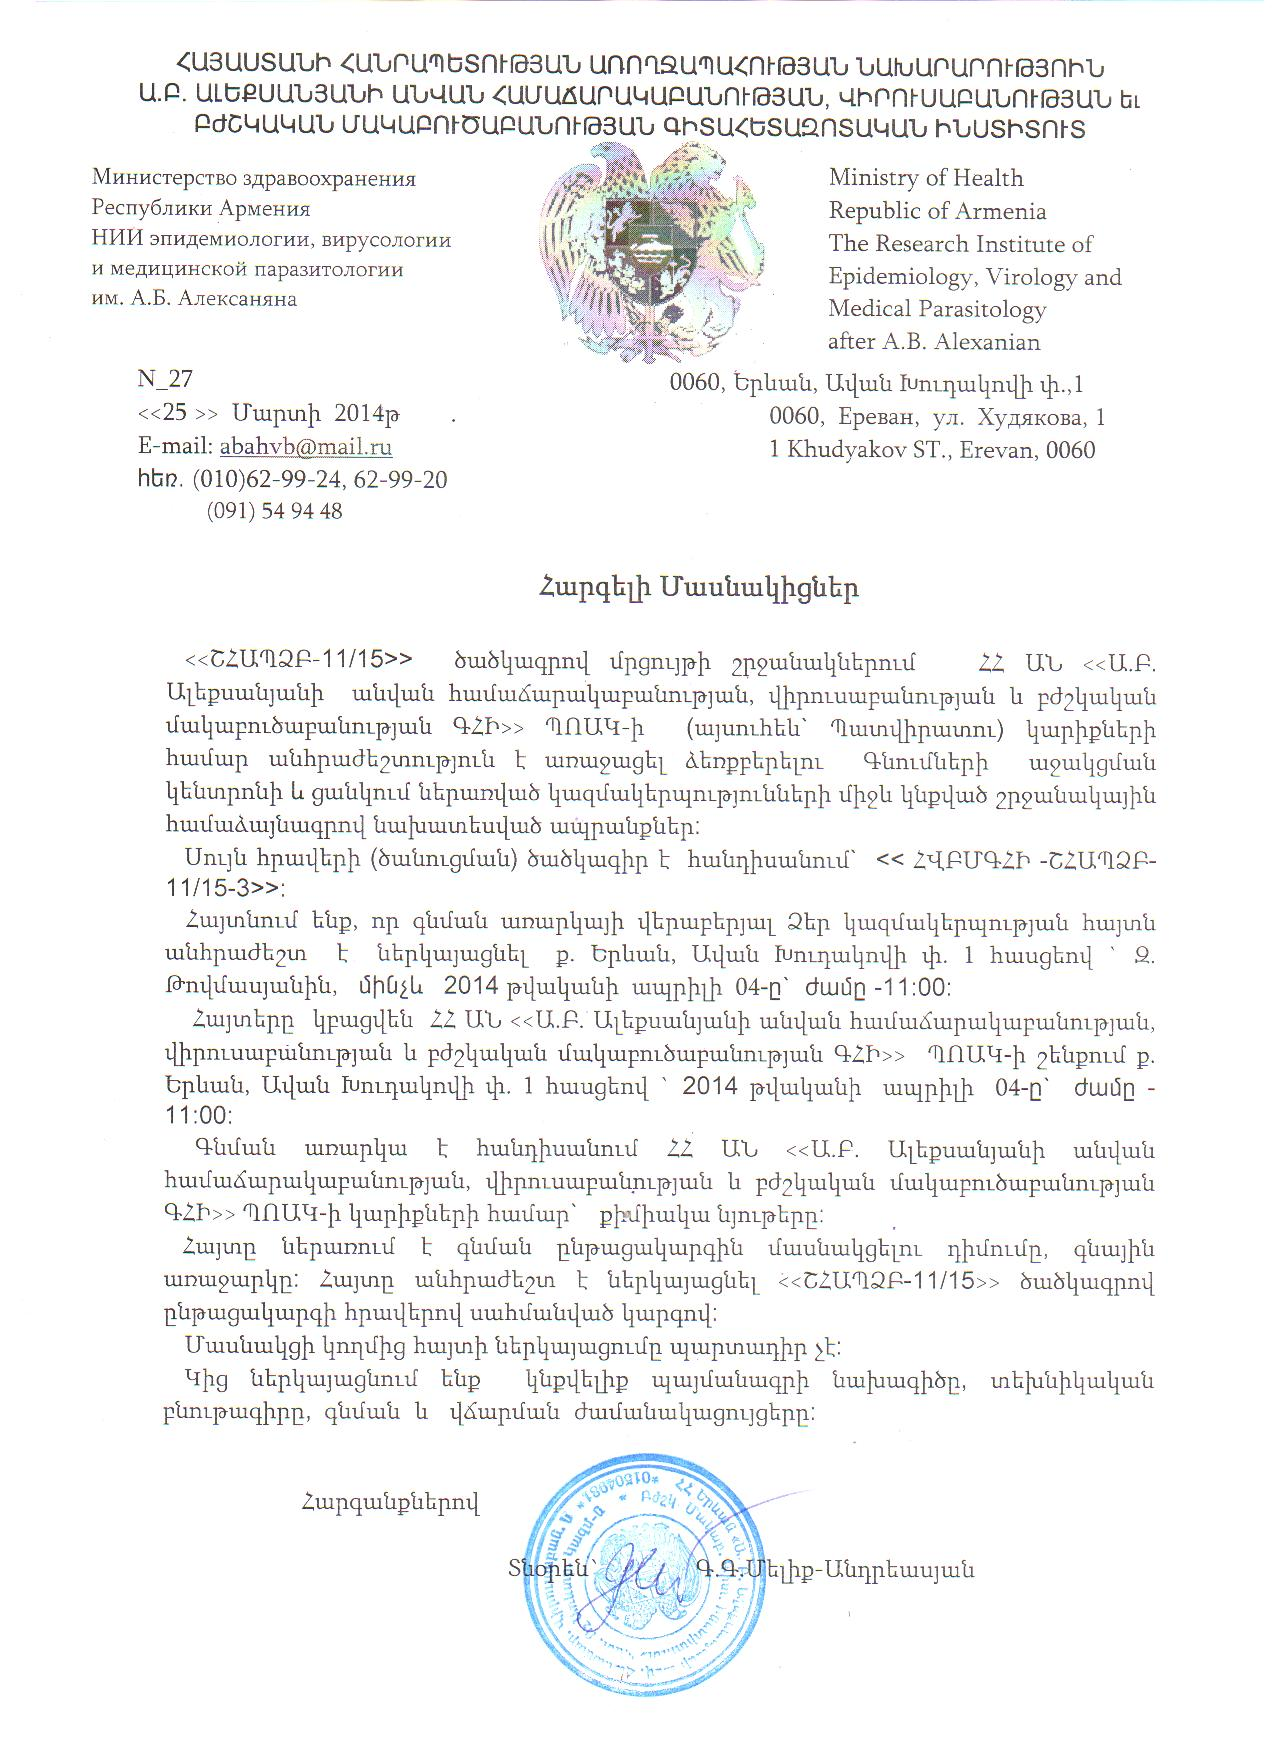 ՀԱՅԱՍՏԱՆԻ ՀԱՆՐԱՊԵՏՈՒԹՅԱՆ ԱՌՈՂՋԱՊԱՀՈՒԹՅԱՆ ՆԱԽԱՐԱՐՈՒԹՅՈՒՆ
Ա.Բ. ԱԼԵՔՍԱՆՅԱՆԻ ԱՆՎԱՆ ՀԱՄԱՃԱՐԱԿԱԲԱՆՈՒԹՅԱՆ, ՎԻՐՈՒՍԱԲԱՆՈՒԹՅԱՆ եւ
ԲԺՇԿԱԿԱՆ ՄԱԿԱԲՈՒԾԱԲԱՆՈՒԹՅԱՆ ԳԻՏԱՀԵՏԱԶՈՏԱԿԱՆ ԻՆՍՏԻՏՈՒՏ
Министерство здравоохранения
Республики Армения
НИИ эпидемиологии, вирусологии
и медицинской паразитологии
им. А.Б. Алексаняна
Ministry of Health
Republic of Armenia
The Research Institute of
Epidemiology, Virology and
Medical Parasitology
after A.B. Alexanian
N_27
<<25 >> Մարտի 2014թ .
E-mail: abahvb@mail.ru
հեռ. (010)62-99-24, 62-99-20
(091) 54 94 48
0060, Երևան, Ավան Խուդակովի փ.,1
0060, Ереван, ул. Худякова, 1
1 Khudyakov ST., Erevan, 0060
Հարգելի Մասնակիցներ
<<ՇՀԱՊՁԲ-11/15>> ծածկագրով մրցույթի շրջանակներում ՀՀ ԱՆ <<Ա.Բ.
Ալեքսանյանի անվան համաճարակաբանության, վիրուսաբանության և բժշկական
մակաբուծաբանության ԳՀԻ>> ՊՈԱԿ-ի (այսուհեն՝ Պատվիրատու) կարիքների
համար անհրաժեշտություն է առաջացել ձեռքբերելու Գնումների աջակցման
կենտրոնի և ցանկում ներառված կազմակերպությունների միջև կնքված շրջանակային
համաձայնագրով նախատեսված ապրանքներ:
Սույն հրավերի (ծանուցման) ծածկագիր է հանդիսանում՝ << ՀՎԲՄԳՀԻ -ՇՀԱՊՁԲ-
11/15-3>>:
Հայտնում ենք, որ գնման առարկայի վերաբերյալ Ձեր կազմակերպության հայտն
անհրաժեշտ է ներկայացնել ք. Երևան, Ավան Խուդակովի փ. 1 հասցեով ՝ Զ.
Թովմասյանին, մինչև 2014 թվականի ապրիլի 04-ը՝ ժամը -11:00:
Հայտերը կբացվեն ՀՀ ԱՆ <<Ա.Բ. Ալեքսանյանի անվան համաճարակաբանության,
վիրուսաբանության և բժշկական մակաբուծաբանության ԳՀԻ>> ՊՈԱԿ-ի շենքում ք.
Երևան, Ավան Խուդակովի փ. 1 հասցեով ՝ 2014 թվականի ապրիլի 04-ը՝ ժամը -
11:00:
Գնման առարկա է հանդիսանում ՀՀ ԱՆ <<Ա.Բ. Ալեքսանյանի անվան
համաճարակաբանության, վիրուսաբանության և բժշկական մակաբուծաբանության
ԳՀԻ>> ՊՈԱԿ-ի կարիքների համար՝ քիմիակա նյութերը:
Հայտը ներառում է գնման ընթացակարգին մասնակցելու դիմումը, գնային
առաջարկը: Հայտը անհրաժեշտ է ներկայացնել <<ՇՀԱՊՁԲ-11/15>> ծածկագրով
ընթացակարգի հրավերով սահմանված կարգով:
Մասնակցի կողմից հայտի ներկայացումը պարտադիր չէ:
Կից ներկայացնում ենք կնքվելիք պայմանագրի նախագիծը, տեխնիկական
բնութագիրը, գնման և վճարման ժամանակացույցերը:
Հարգանքներով
Տնօրեն՝ Գ.Գ.Մելիք-Անդրեասյան